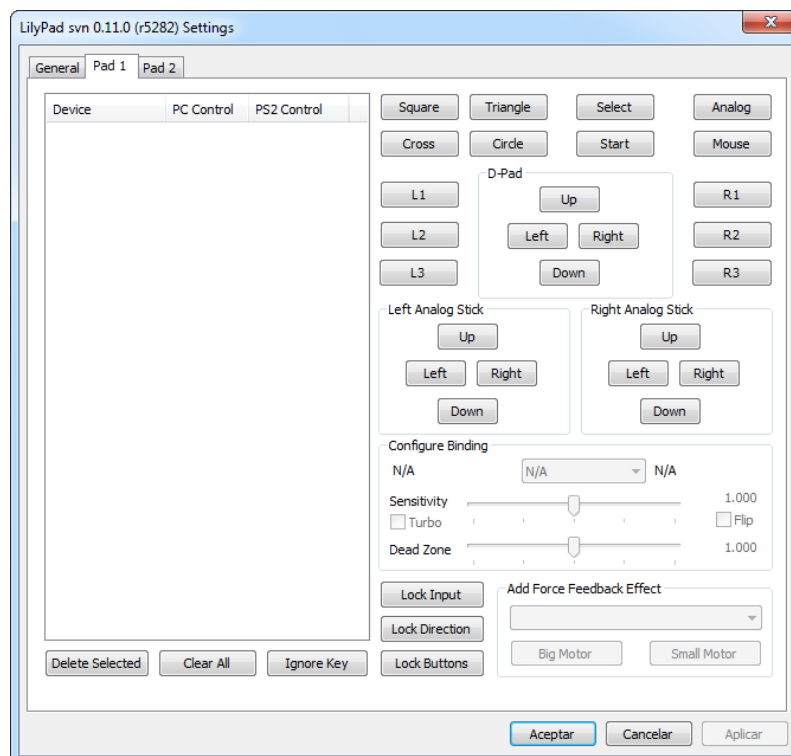 LilyPad svn 0.11.0 (r5282) Settings
General Pad 1 Pad 2
Device PC Control PS2 Control
Square Triangle Select Analog
Cross Circle Start Mouse
D-Pad
L1 Up R1
L2 Left Right R2
L3 Down R3
Left Analog Stick Right Analog Stick
Up Up
Left Right Left Right
Down Down
Configure Binding
N/A N/A N/A
Sensitivity 1.000
Turbo Flip
Dead Zone 1.000
Lock Input Add Force Feedback Effect
Lock Direction
Delete Selected Clear All Ignore Key Lock Buttons Big Motor Small Motor
Aceptar Cancelar Aplicar